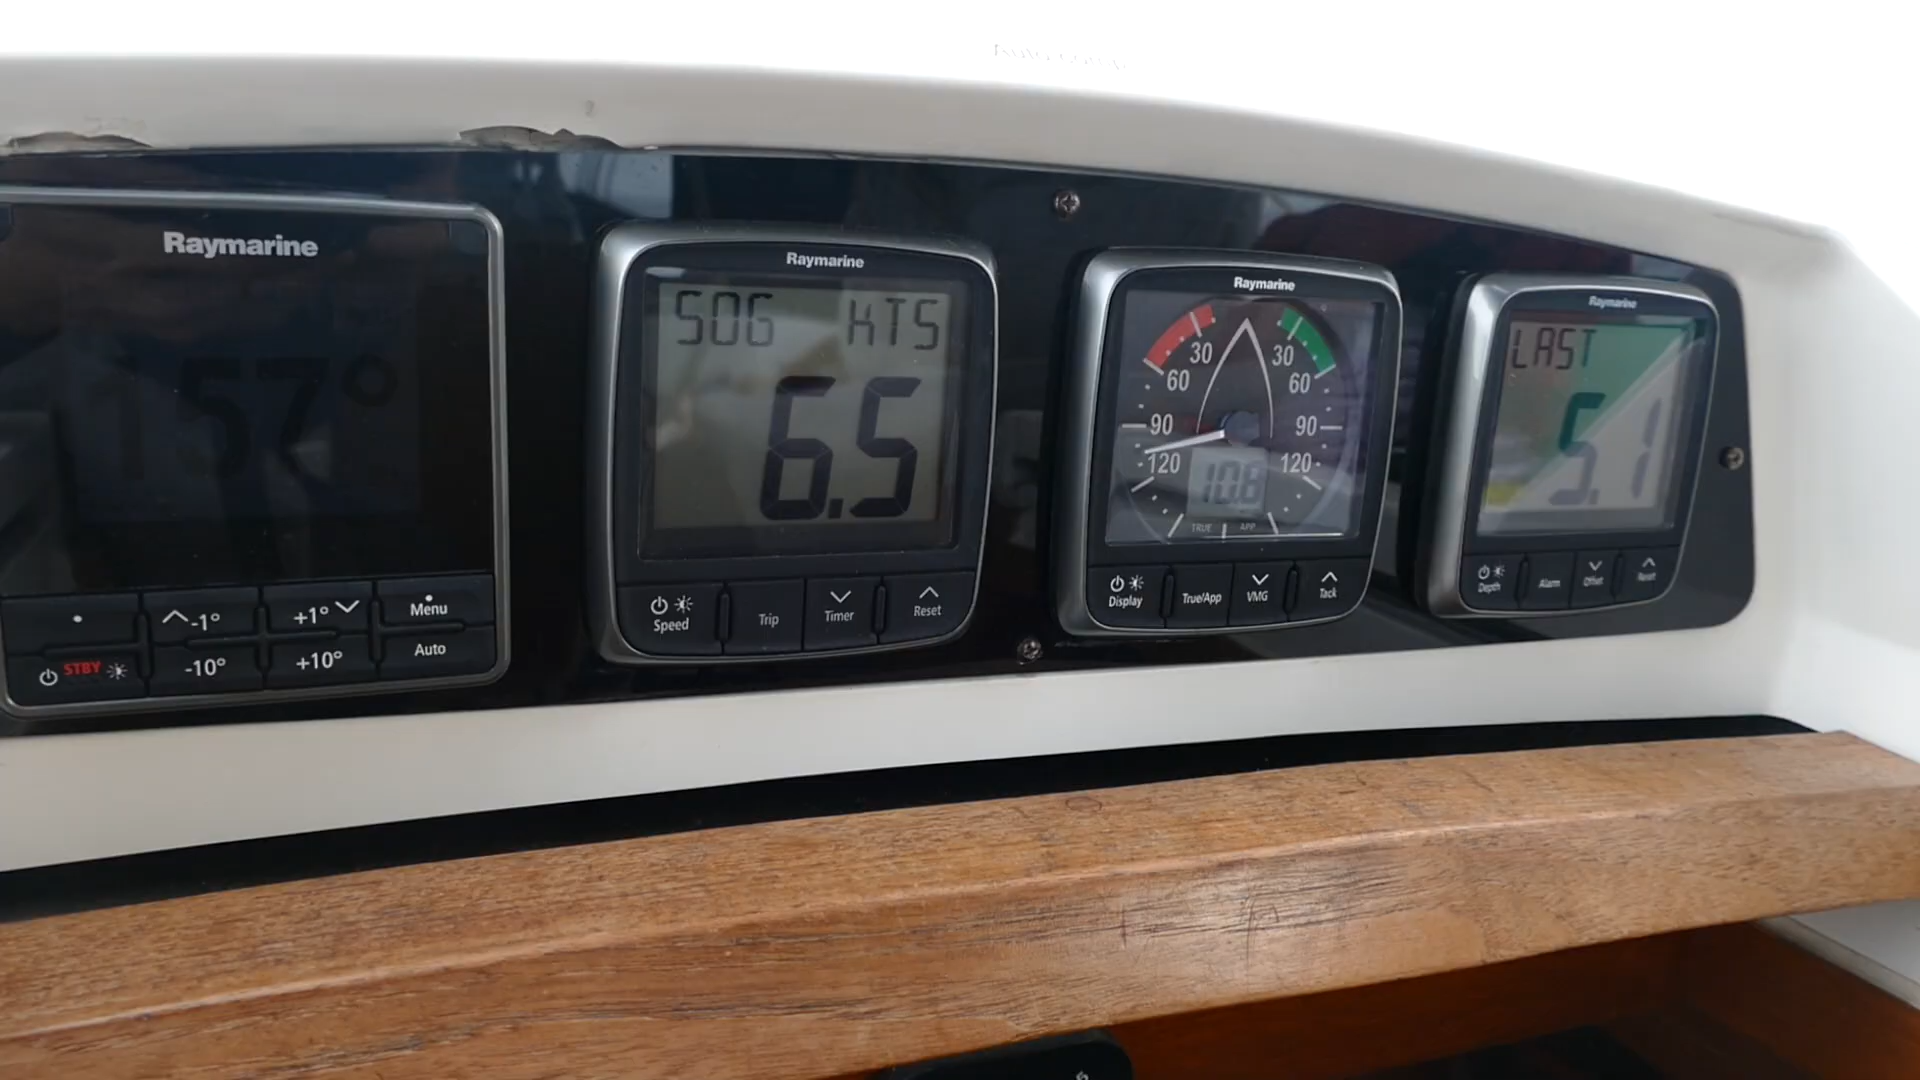 Raymarine
157°
-1°
+1°
Menu
STBY
-10°
+10°
Auto
Raymarine
SOG KTS
6.5
Speed
Trip
Timer
Reset
Raymarine
30 30
60 60
90 90
120 120
10.8
TRUE APP
Display
True/App
VMG
Tack
Raymarine
LAST
5.1
Depth
Alarm
Offset
Reset